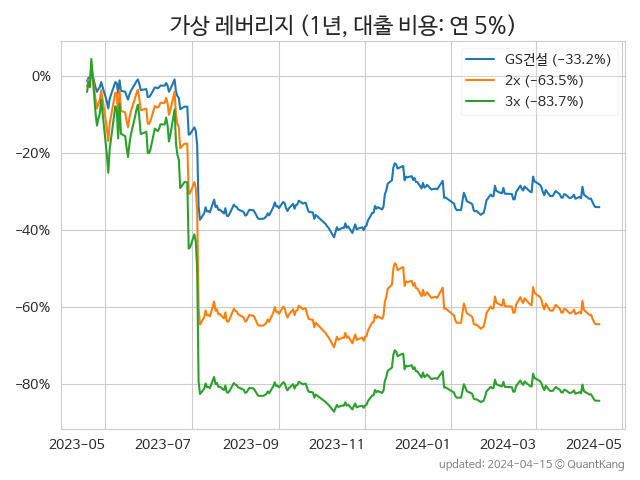 가상 레버리지 (1년, 대출 비용: 연 5%)
GS건설 (−33.2%)
2x (−63.5%)
3x (−83.7%)
0%
−20%
−40%
−60%
−80%
2023−05 2023−07 2023−09 2023−11 2024−01 2024−03 2024−05
updated: 2024−04−15 © QuantKang